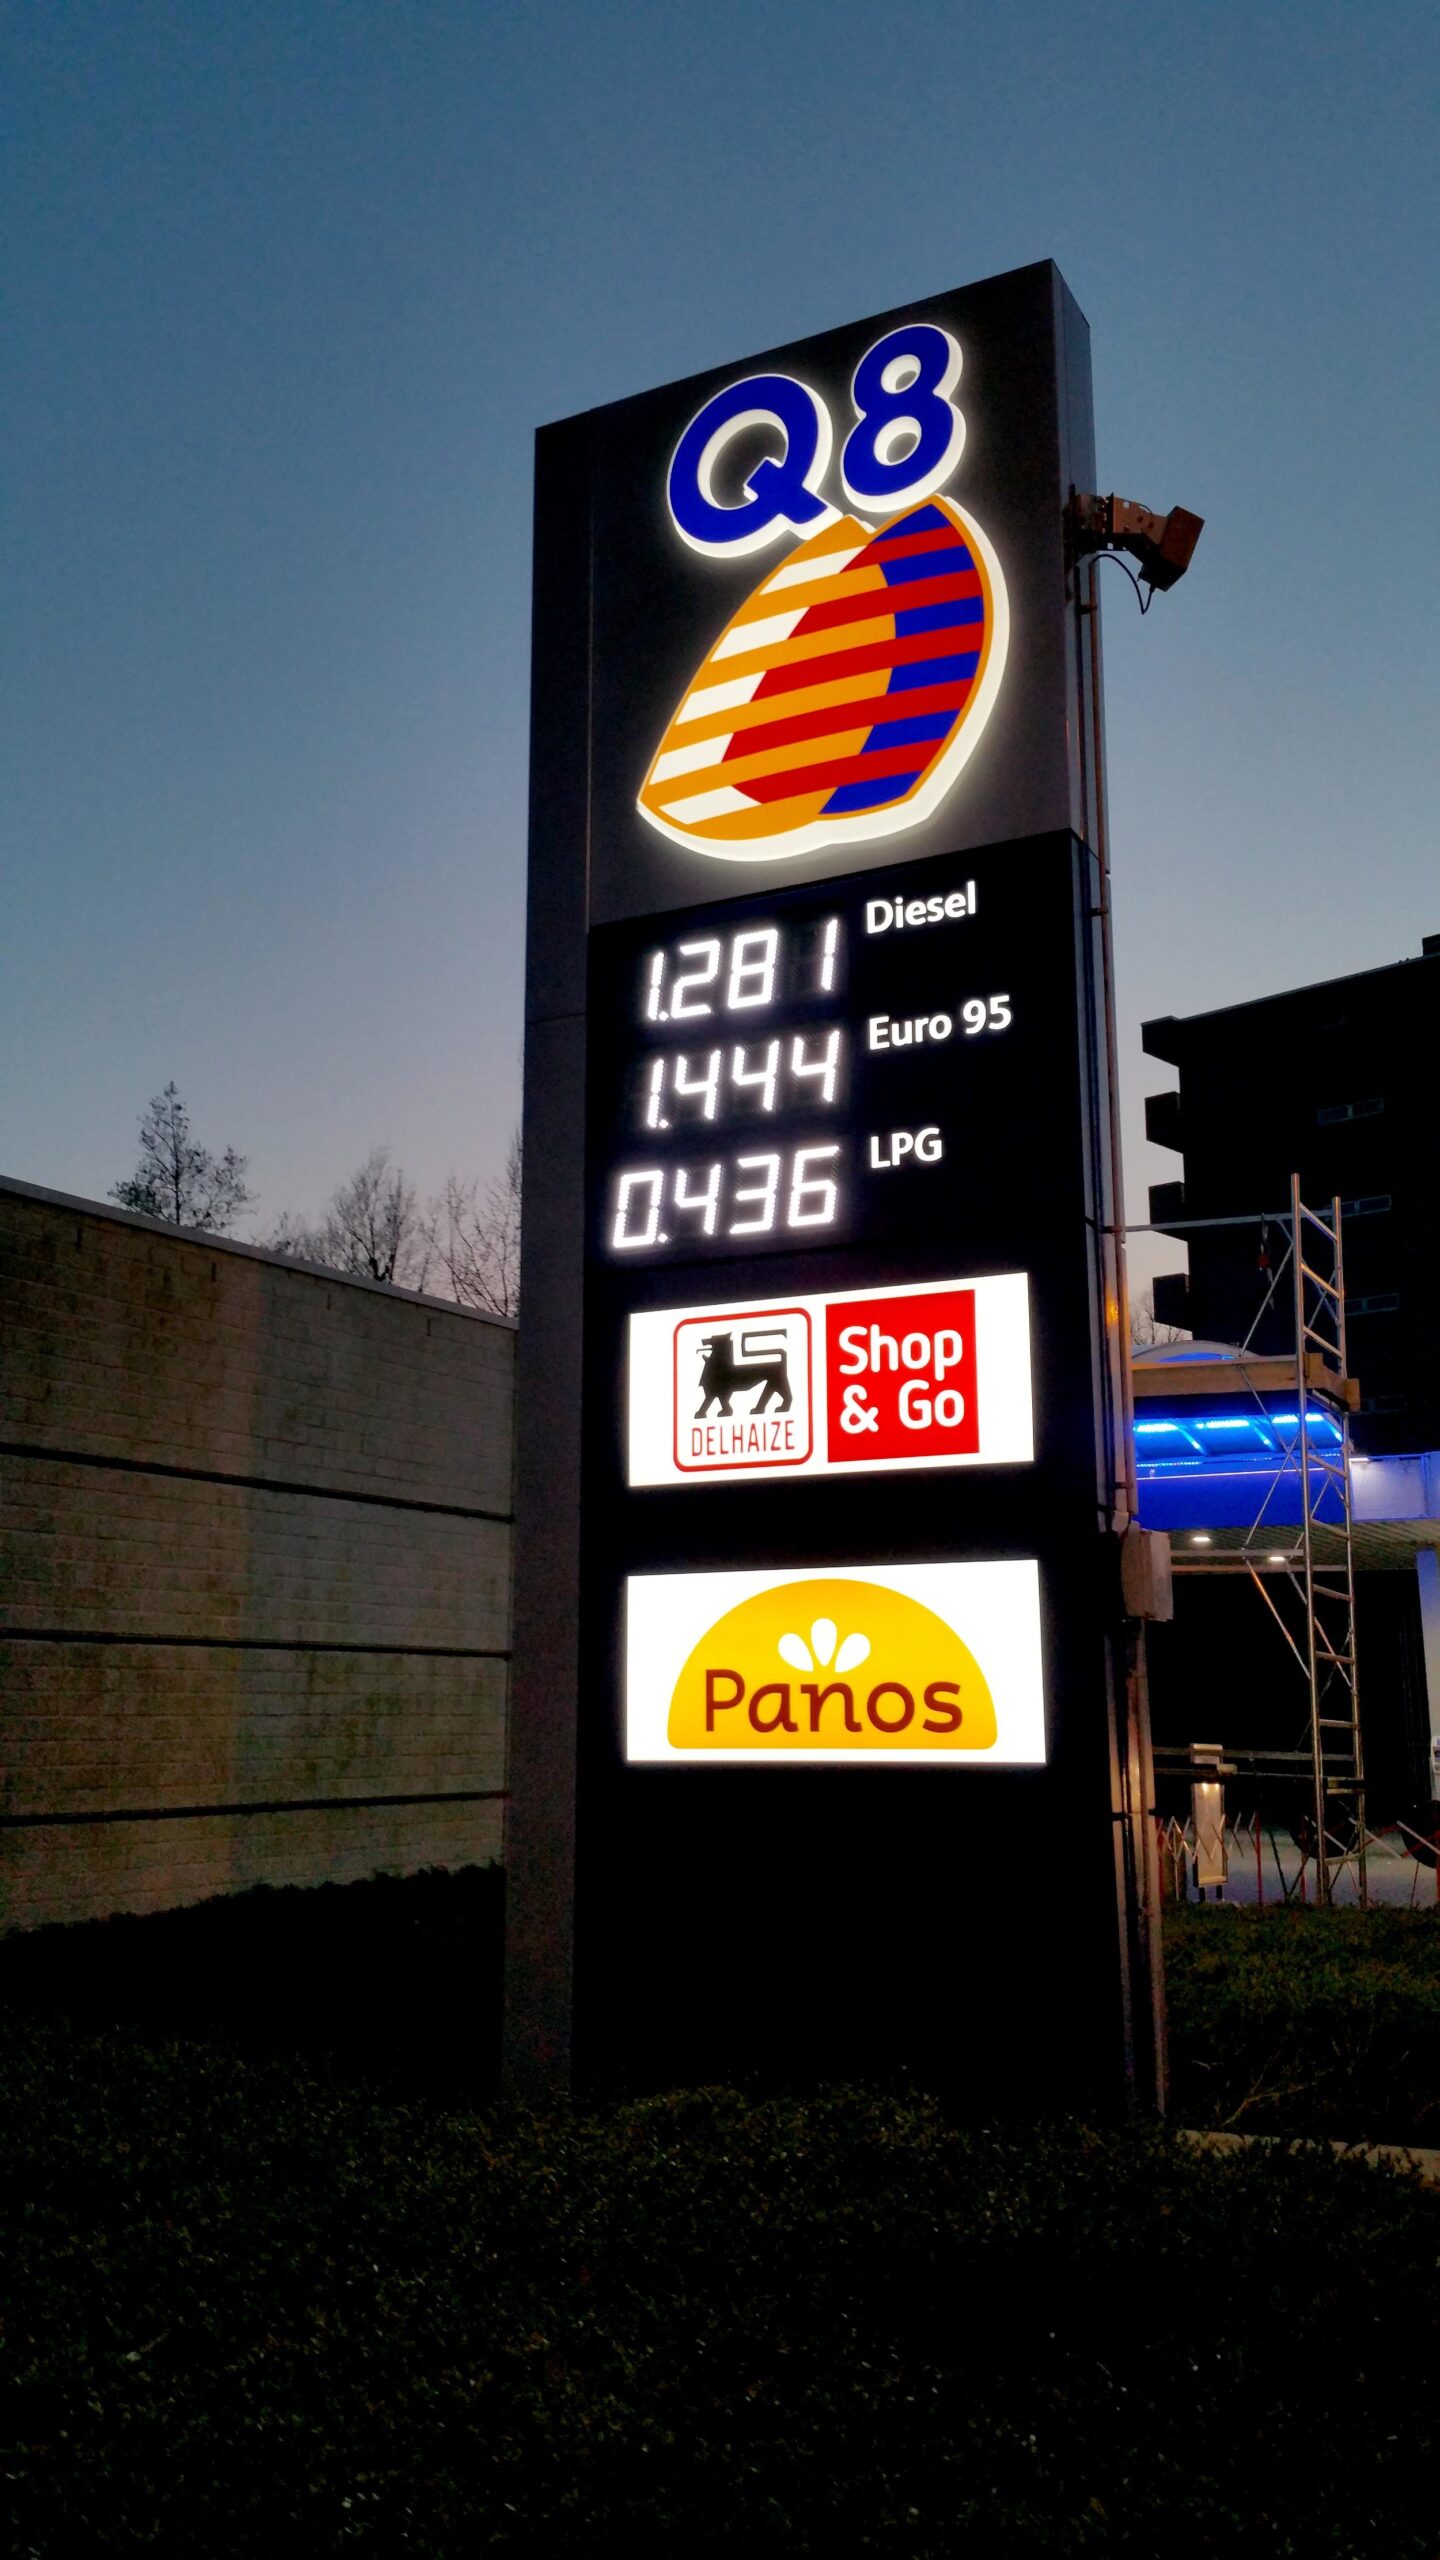 Q8
1.281 Diesel
1.444 Euro 95
0.436 LPG
DELHAIZE
Shop
& Go
Panos